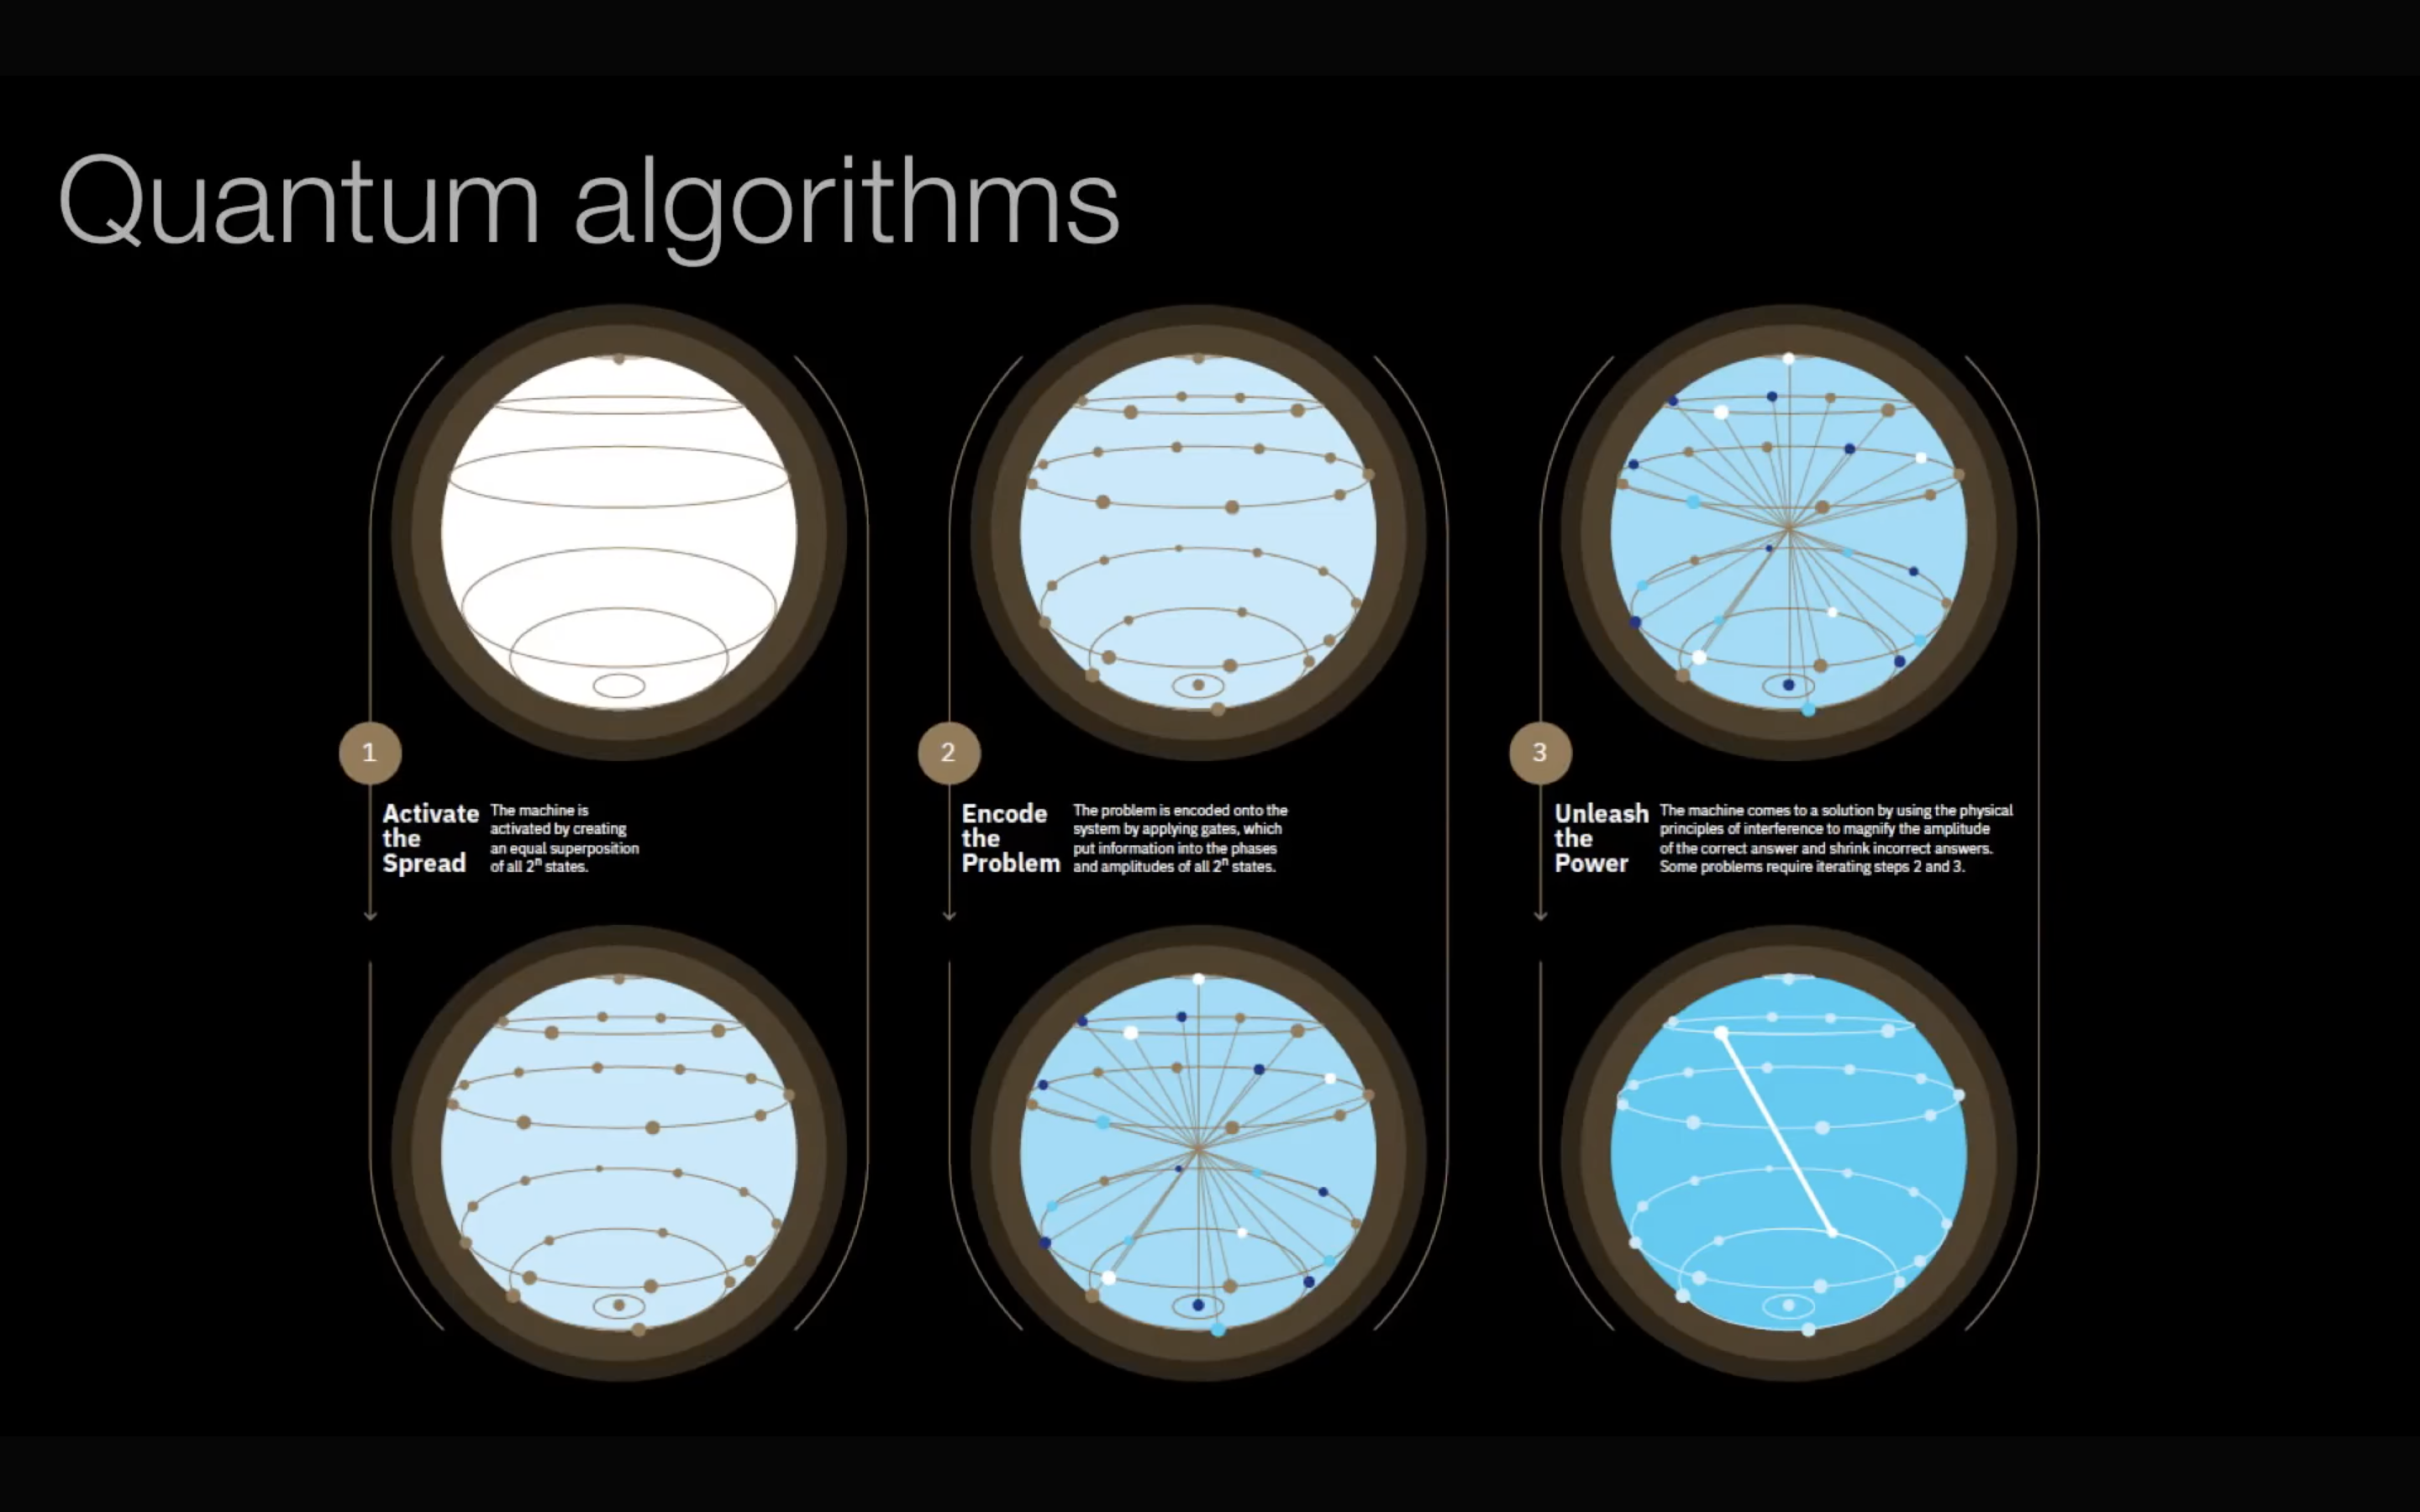 Quantum algorithms
1
Activate
the
Spread
The machine is
activated by creating
an equal superposition
of all 2ⁿ states.
2
Encode
the
Problem
The problem is encoded onto the
system by applying gates, which
put information into the phases
and amplitudes of all 2ⁿ states.
3
Unleash
the
Power
The machine comes to a solution by using the physical
principles of interference to magnify the amplitude
of the correct answer and shrink incorrect answers.
Some problems require iterating steps 2 and 3.